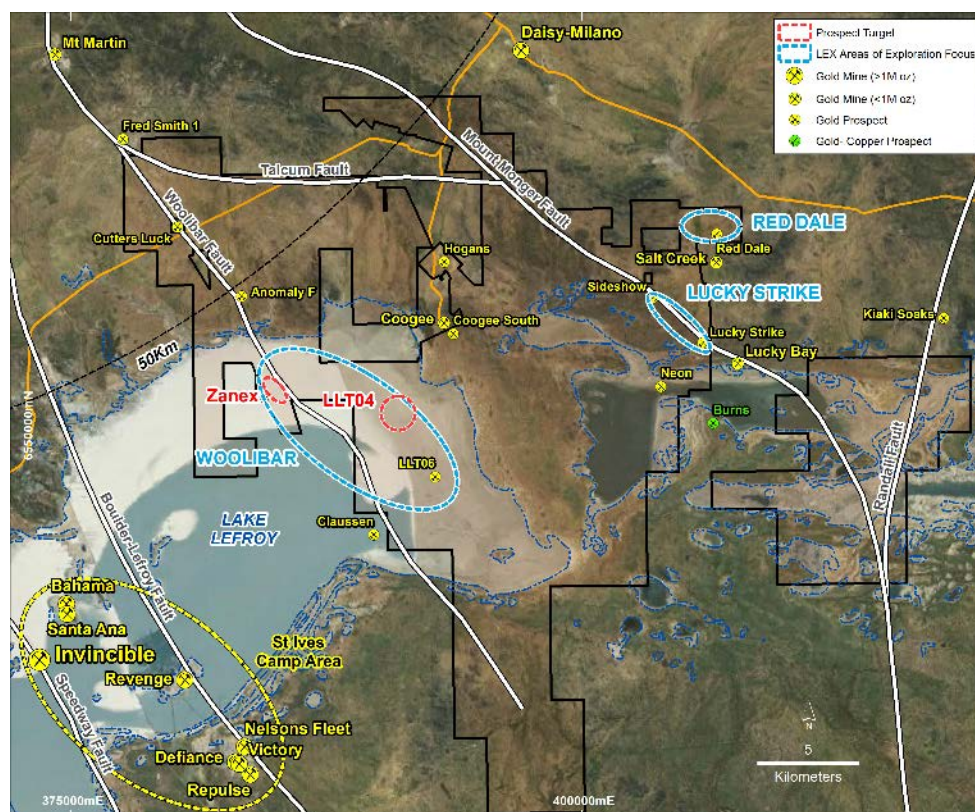 Mt Martin
Daisy-Milano
Prospect Turget
LEX Areas of Exploration Focus
Gold Mine (>1M oz)
Gold Mine (<1M oz)
Gold Prospect
Gold- Copper Prospect
Fred Smith 1
Talcum Fault
Mount Monger Fault
Woolibar Fault
Cutters Luck
Hogans
RED DALE
Red Dale
Salt Creek
Sideshow
Anomaly F
LUCKY STRIKE
Coogee
Coogee South
Lucky Strike
Kiaki Soaks
Lucky Bay
50Km
Zanex
LLT04
Neon
Burns
6550000mN
WOOLIBAR
LLT06
Randall Fault
Boulder-Lefroy Fault
LAKE
LEFROY
Claussen
Bahama
Santa Ana
Invincible
St Ives
Camp Area
Revenge
Speedway Fault
Nelsons Fleet
Victory
Defiance
Repulse
N
5
Kilometers
375000mE
400000mE